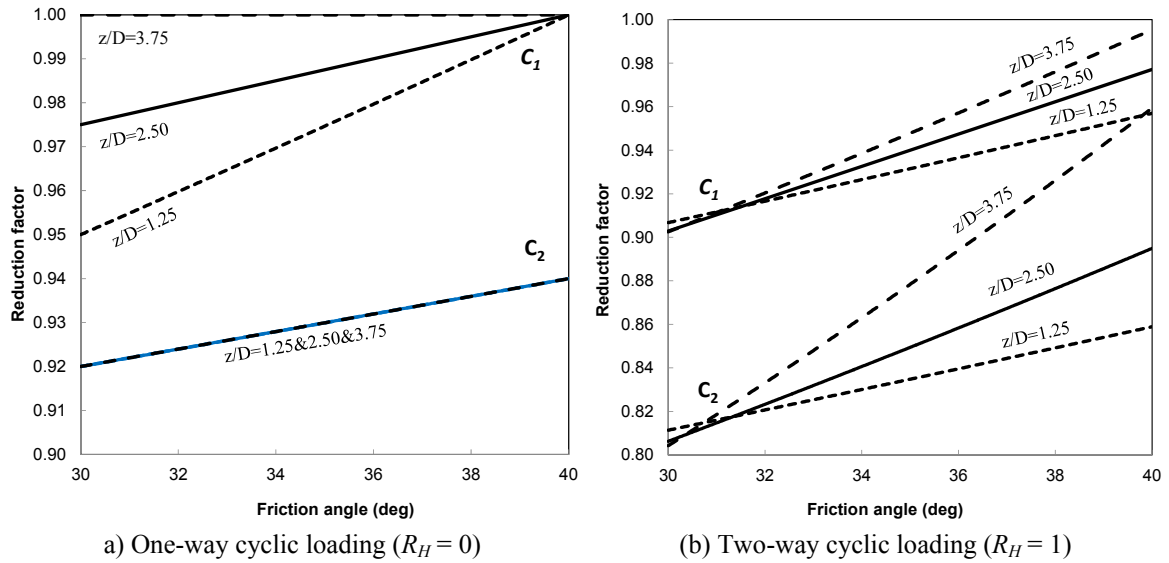 1.00
0.99
0.98
0.97
0.96
0.95
0.94
0.93
0.92
0.91
0.90
Reduction factor
z/D=3.75
C1
z/D=2.50
z/D=1.25
C2
z/D=1.25&2.50&3.75
30 32 34 36 38 40
Friction angle (deg)
a) One-way cyclic loading (RH = 0)
1.00
0.98
0.96
0.94
0.92
0.90
0.88
0.86
0.84
0.82
0.80
Reduction factor
z/D=3.75
z/D=2.50
z/D=1.25
C1
z/D=3.75
z/D=2.50
z/D=1.25
C2
30 32 34 36 38 40
Friction angle (deg)
(b) Two-way cyclic loading (RH = 1)